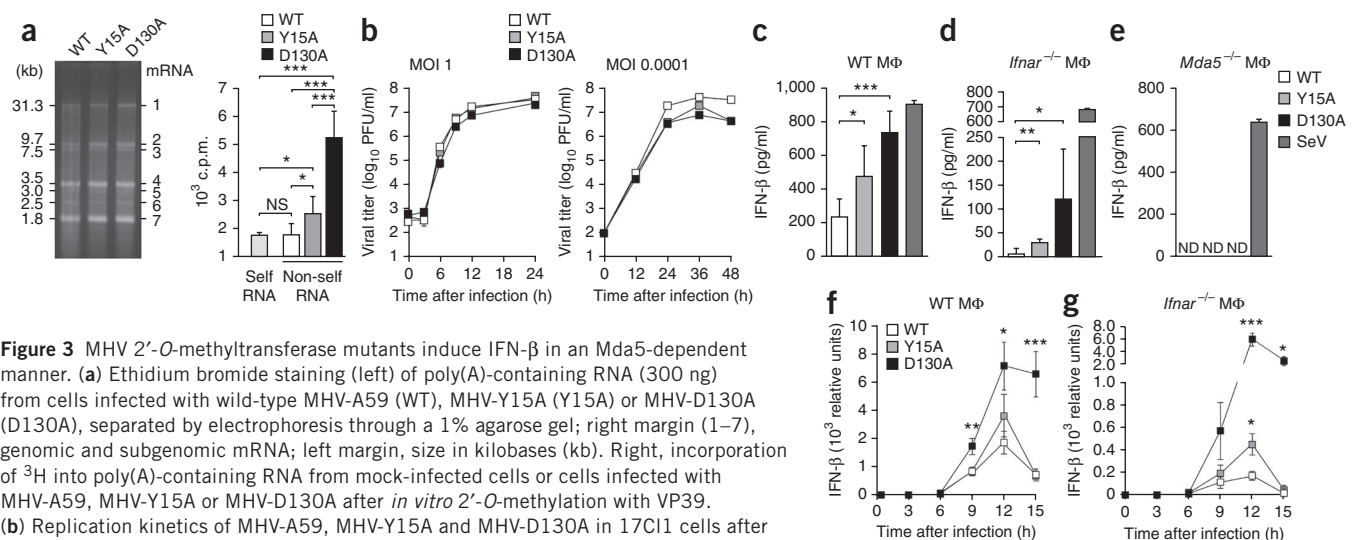 a
WT
Y15A
D130A
(kb)
mRNA
31.3
9.7
7.5
3.5
3.0
2.5
1.8
1
2
3
4
5
6
7
WT
Y15A
D130A
***
***
***
*
*
NS
10³ c.p.m.
7
6
5
4
3
2
1
Self RNA
Non-self RNA
b
WT
Y15A
D130A
MOI 1
Viral titer (log₁₀ PFU/ml)
8
7
6
5
4
3
2
1
0 6 12 24
Time after infection (h)
MOI 0.0001
Viral titer (log₁₀ PFU/ml)
8
7
6
5
4
3
2
1
0 12 24 36 48
Time after infection (h)
c
WT MΦ
IFN-β (pg/ml)
1,000
800
600
400
200
0
***
*
d
Ifnar⁻/⁻ MΦ
IFN-β (pg/ml)
700
600
250
200
150
100
50
0
*
**
e
Mda5⁻/⁻ MΦ
IFN-β (pg/ml)
800
600
400
200
0
ND ND ND
WT
Y15A
D130A
SeV
f
WT MΦ
IFN-β (10³ relative units)
10
8
6
4
2
1
0
WT
Y15A
D130A
**
*
***
0 3 6 9 12 15
Time after infection (h)
g
Ifnar⁻/⁻ MΦ
IFN-β (10³ relative units)
8.0
6.0
4.0
2.0
1.0
0.8
0.6
0.4
0.2
0
***
*
*
0 3 6 9 12 15
Time after infection (h)
Figure 3 MHV 2′-O-methyltransferase mutants induce IFN-β in an Mda5-dependent
manner. (a) Ethidium bromide staining (left) of poly(A)-containing RNA (300 ng)
from cells infected with wild-type MHV-A59 (WT), MHV-Y15A (Y15A) or MHV-D130A
(D130A), separated by electrophoresis through a 1% agarose gel; right margin (1–7),
genomic and subgenomic mRNA; left margin, size in kilobases (kb). Right, incorporation
of ³H into poly(A)-containing RNA from mock-infected cells or cells infected with
MHV-A59, MHV-Y15A or MHV-D130A after in vitro 2′-O-methylation with VP39.
(b) Replication kinetics of MHV-A59, MHV-Y15A and MHV-D130A in 17Cl1 cells after